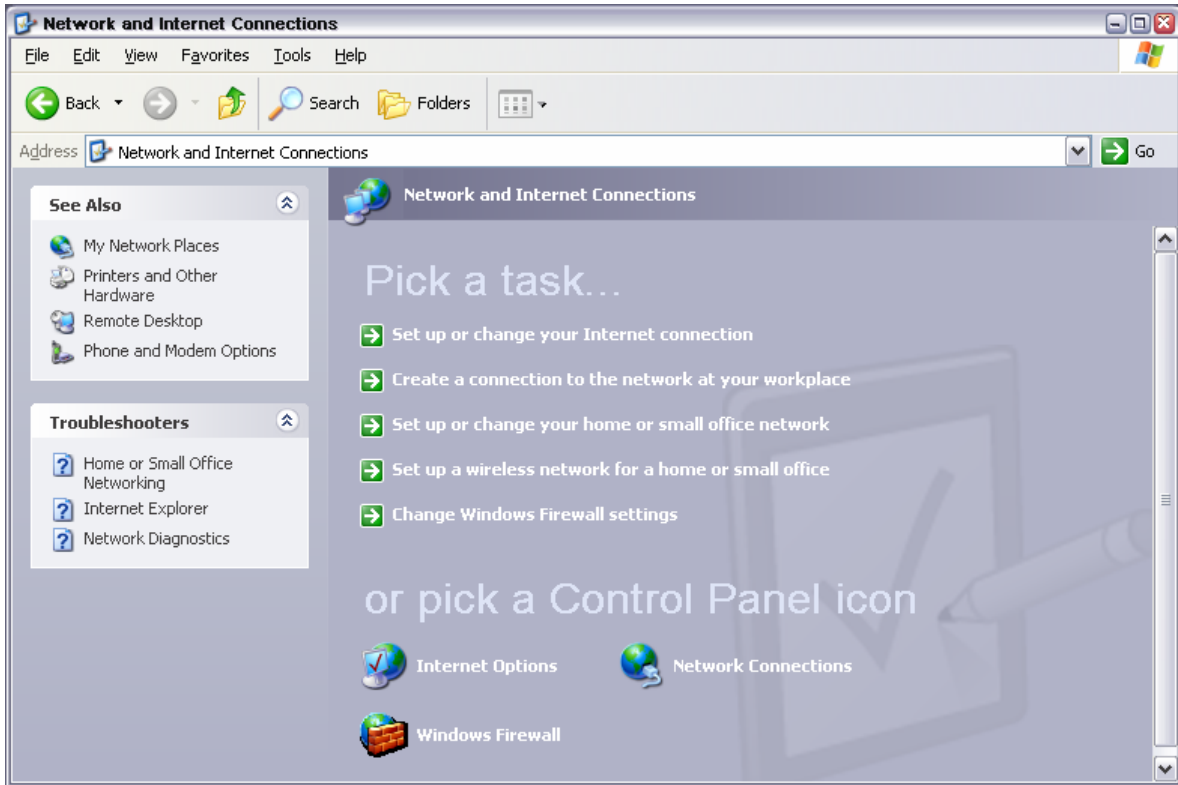 Network and Internet Connections
File Edit View Favorites Tools Help
Back Search Folders
Address Network and Internet Connections Go
See Also
My Network Places
Printers and Other
Hardware
Remote Desktop
Phone and Modem Options
Troubleshooters
Home or Small Office
Networking
Internet Explorer
Network Diagnostics
Network and Internet Connections
Pick a task...
Set up or change your Internet connection
Create a connection to the network at your workplace
Set up or change your home or small office network
Set up a wireless network for a home or small office
Change Windows Firewall settings
or pick a Control Panel icon
Internet Options Network Connections
Windows Firewall